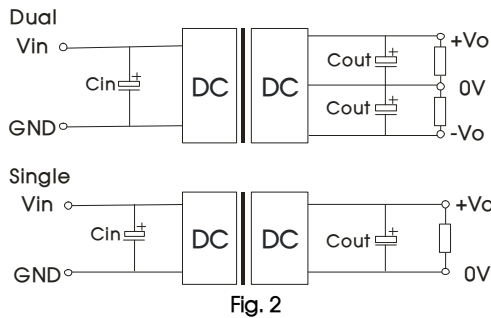 Dual
Vin
+Vo
Cout
Cin
DC
DC
0V
Cout
GND
-Vo
Single
Vin
+Vo
Cin
DC
DC
Cout
GND
0V
Fig. 2